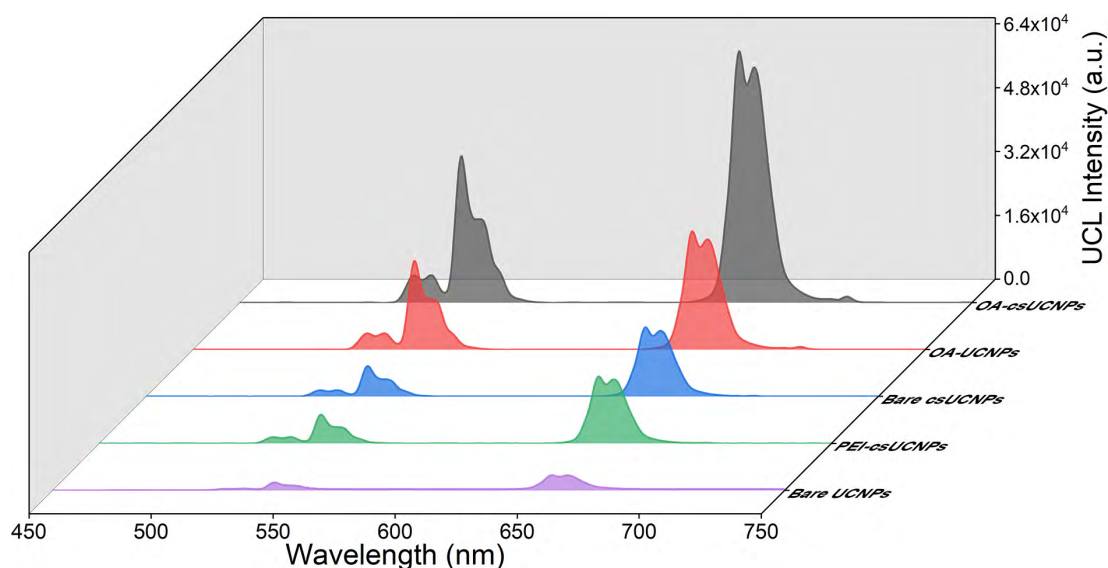 6.4x10⁴
4.8x10⁴
3.2x10⁴
1.6x10⁴
0.0
UCL Intensity (a.u.)
OA-csUCNPs
OA-UCNPs
Bare csUCNPs
PEI-csUCNPs
Bare UCNPs
450 500 550 600 650 700 750
Wavelength (nm)